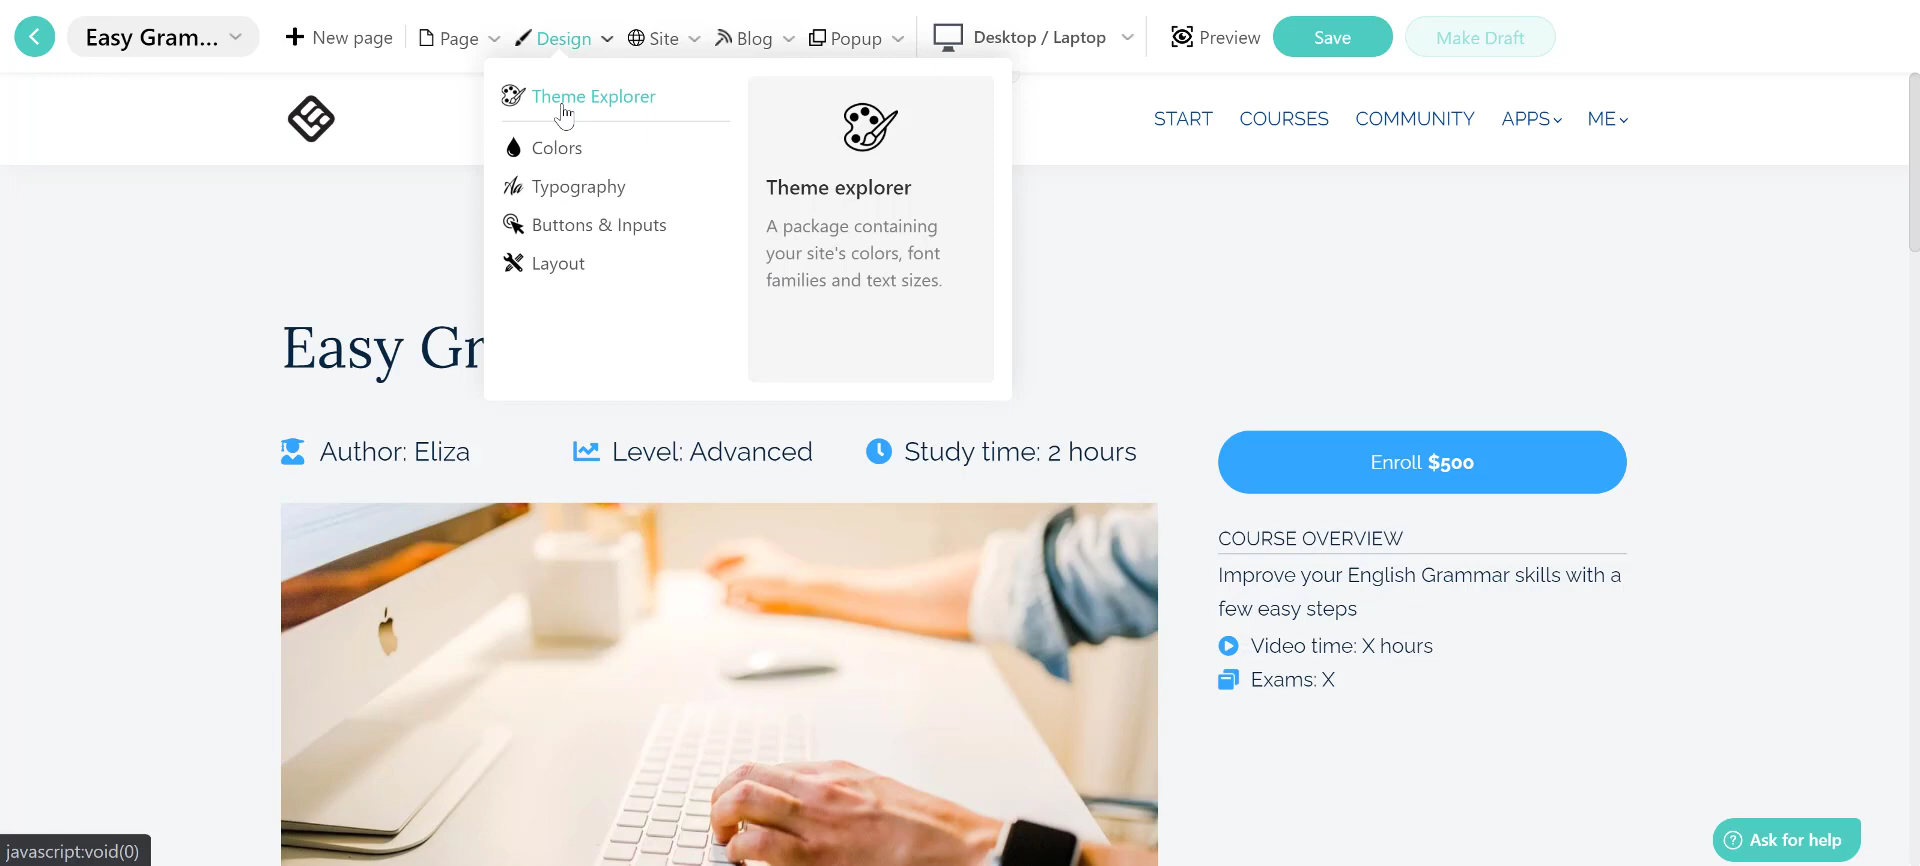 Easy Gram...
New page
Page
Design
Site
Blog
Popup
Desktop / Laptop
Preview
Save
Make Draft
Theme Explorer
Colors
Typography
Buttons & Inputs
Layout
Theme explorer
A package containing
your site's colors, font
families and text sizes.
START
COURSES
COMMUNITY
APPS
ME
Easy Gr
Author: Eliza
Level: Advanced
Study time: 2 hours
Enroll $500
COURSE OVERVIEW
Improve your English Grammar skills with a
few easy steps
Video time: X hours
Exams: X
Ask for help
javascript:void(0)